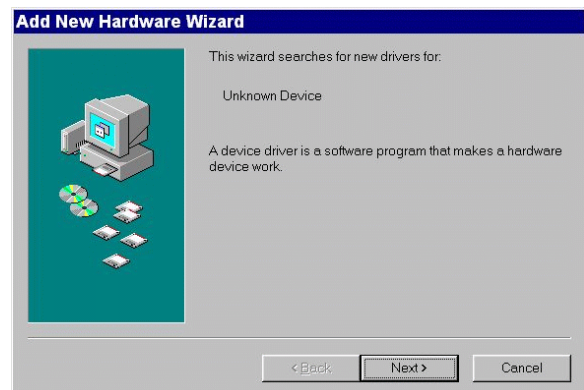 Add New Hardware Wizard
This wizard searches for new drivers for:
Unknown Device
A device driver is a software program that makes a hardware
device work.
< Back
Next >
Cancel